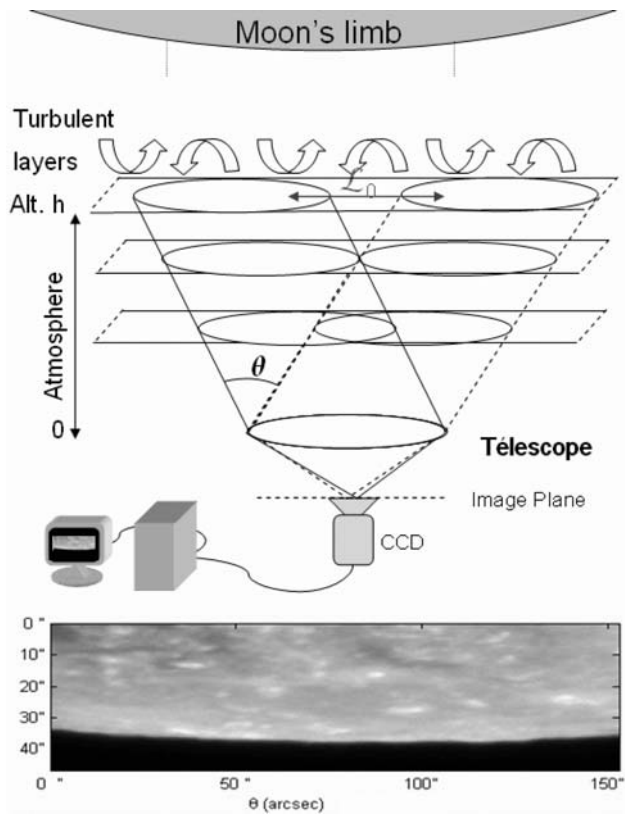 Moon's limb
Turbulent
layers
ℒ0
Alt. h
Atmosphere
θ
0
Télescope
Image Plane
CCD
0 "
10"
20"
30"
40"
0 "
50 "
100"
150"
θ (arcsec)